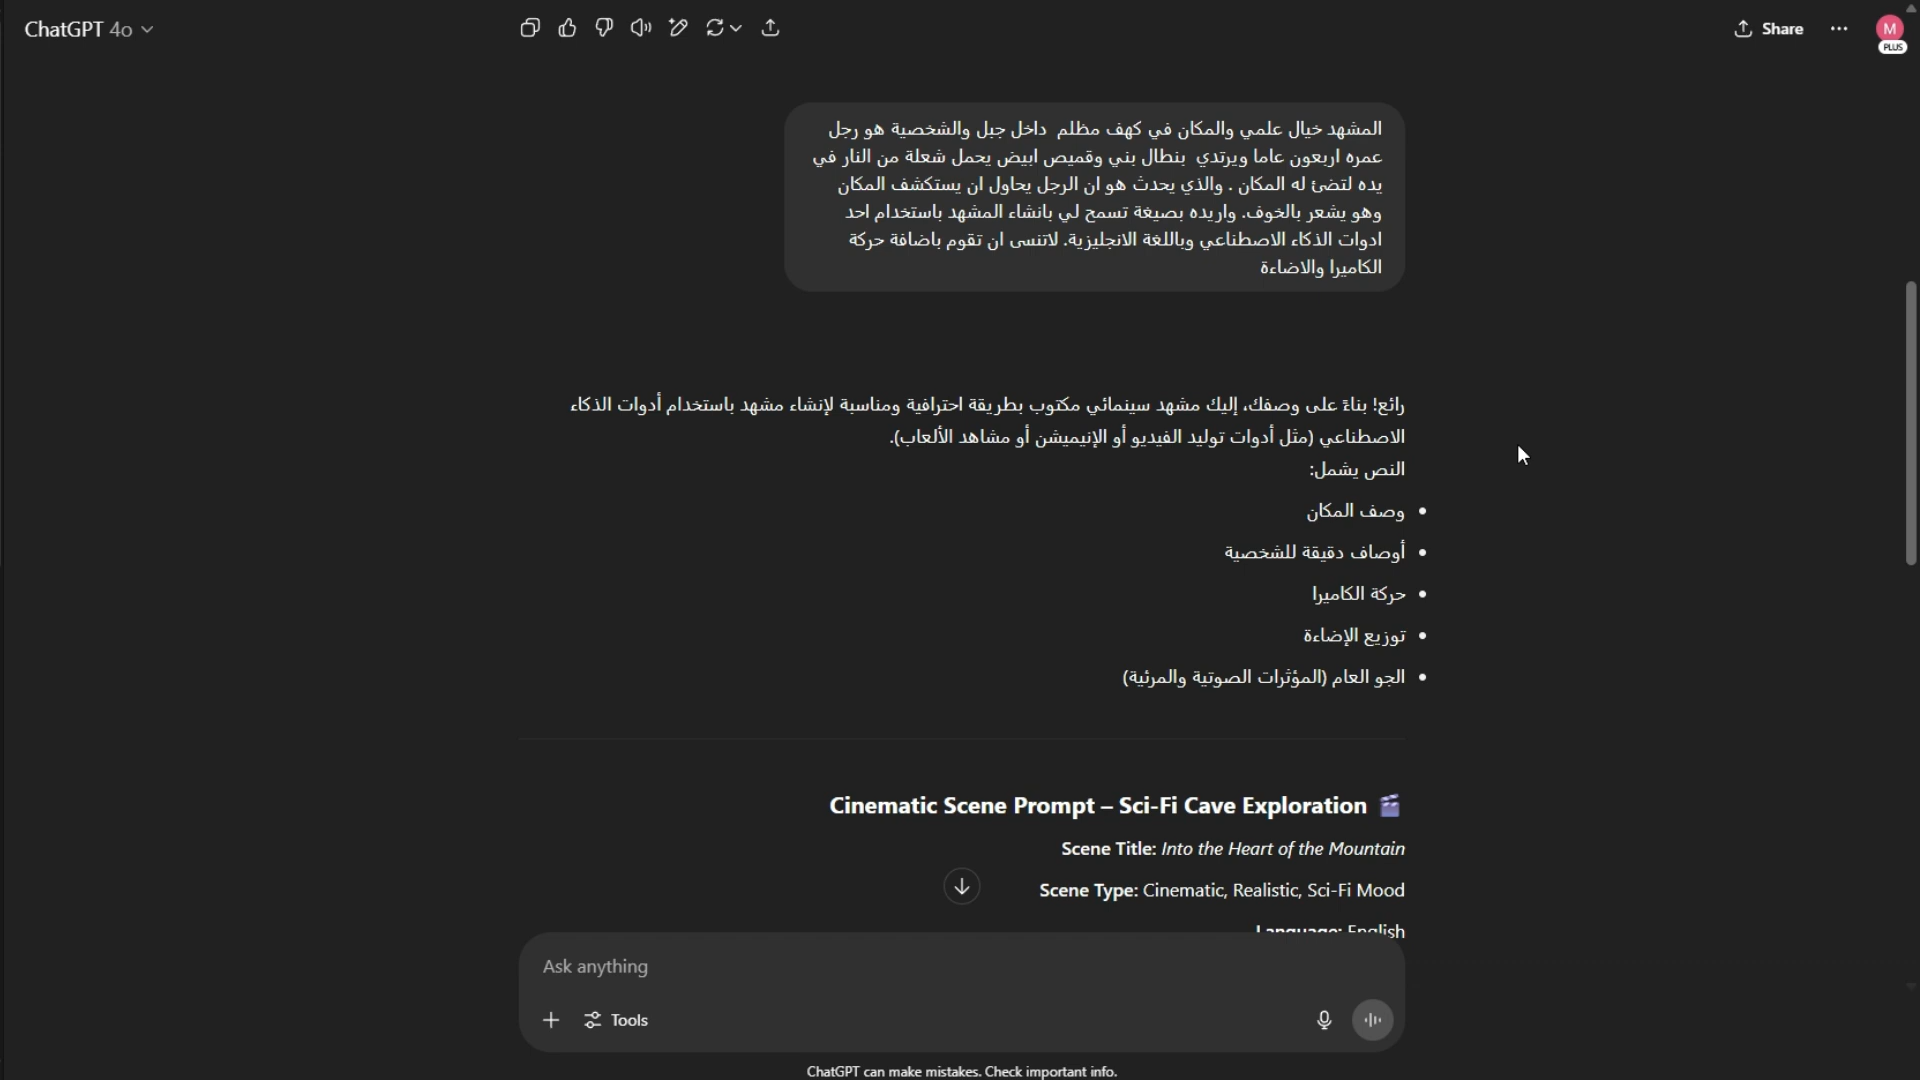 ChatGPT 4o
Share
M
PLUS
المشهد خيال علمي والمكان في كهف مظلم داخل جبل والشخصية هو رجل
عمره اربعون عاما ويرتدي بنطال بني وقميص ابيض يحمل شعلة من النار في
يده لتضئ له المكان . والذي يحدث هو ان الرجل يحاول ان يستكشف المكان
وهو يشعر بالخوف. واريده بصيغة تسمح لي بانشاء المشهد باستخدام احد
ادوات الذكاء الاصطناعي وباللغة الانجليزية. لاتنسى ان تقوم باضافة حركة
الكاميرا والاضاءة
رائع! بناءً على وصفك، إليك مشهد سينمائي مكتوب بطريقة احترافية ومناسبة لإنشاء مشهد باستخدام أدوات الذكاء
الاصطناعي (مثل أدوات توليد الفيديو أو الإنيميشن أو مشاهد الألعاب).
النص يشمل:
• وصف المكان
• أوصاف دقيقة للشخصية
• حركة الكاميرا
• توزيع الإضاءة
• الجو العام (المؤثرات الصوتية والمرئية)
Cinematic Scene Prompt – Sci-Fi Cave Exploration 🎬
Scene Title: Into the Heart of the Mountain
Scene Type: Cinematic, Realistic, Sci-Fi Mood
Language: English
Ask anything
Tools
ChatGPT can make mistakes. Check important info.